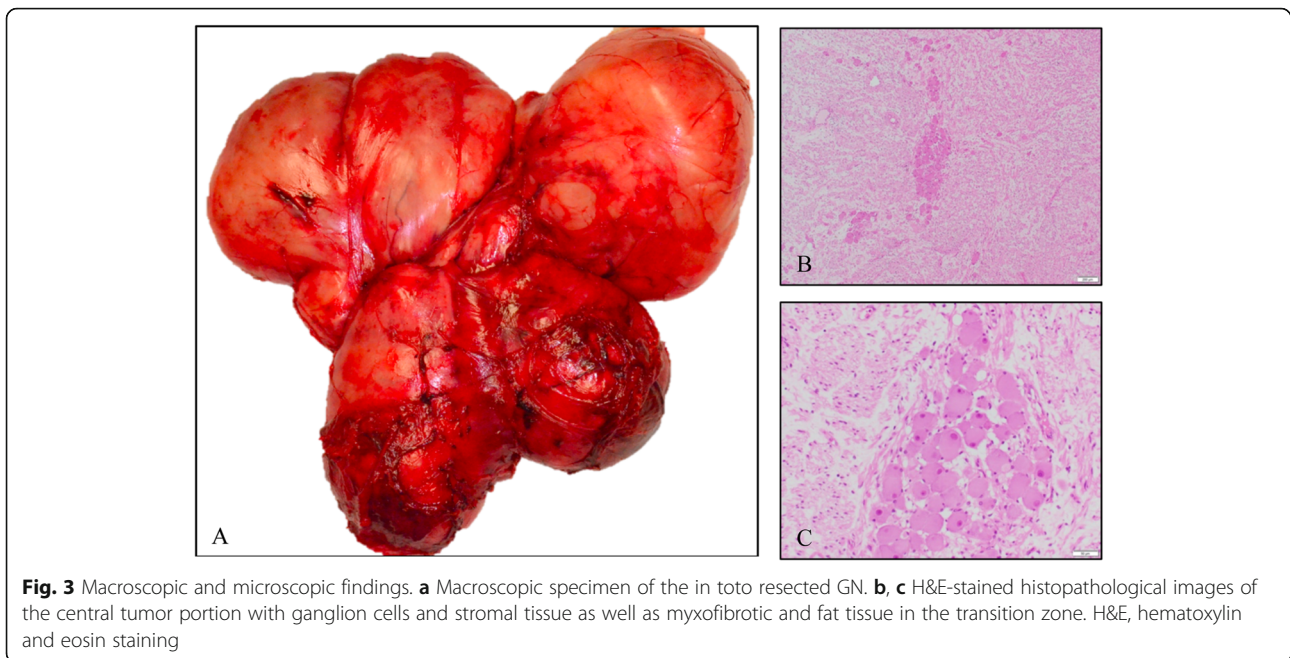 A
B
C
Fig. 3 Macroscopic and microscopic findings. a Macroscopic specimen of the in toto resected GN. b, c H&E-stained histopathological images of
the central tumor portion with ganglion cells and stromal tissue as well as myxofibrotic and fat tissue in the transition zone. H&E, hematoxylin
and eosin staining